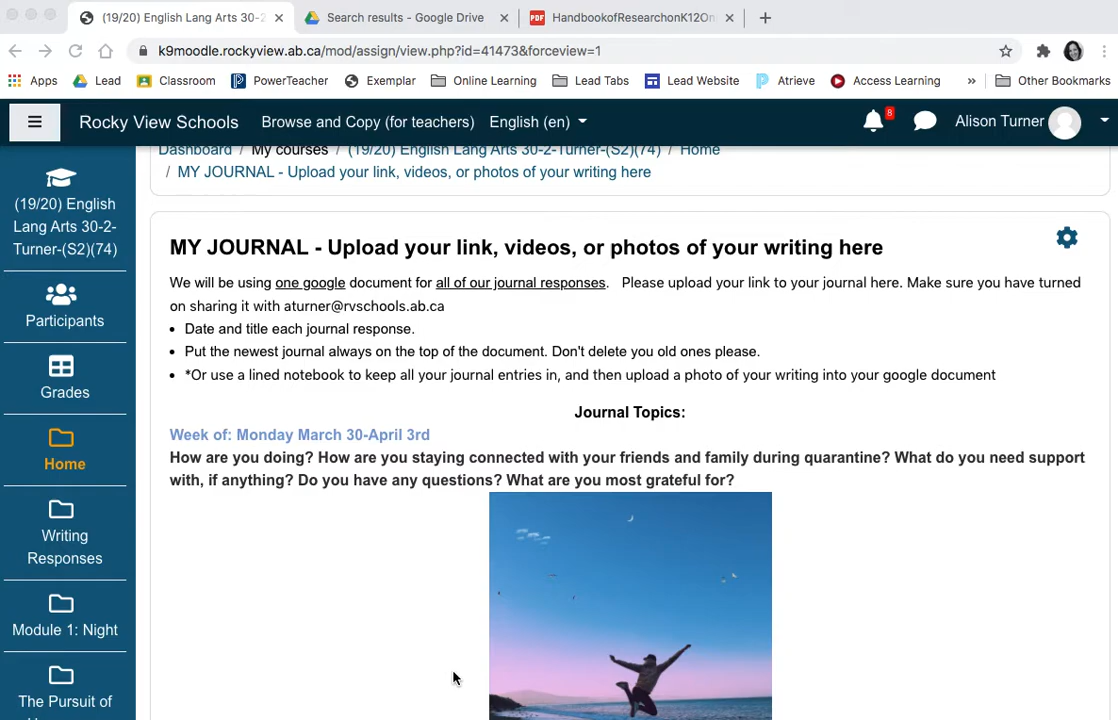 (19/20) English Lang Arts 30-2-
Search results - Google Drive
PDF
HandbookofResearchonK12On
k9moodle.rockyview.ab.ca/mod/assign/view.php?id=41473&forceview=1
Apps
Lead
Classroom
PowerTeacher
Exemplar
Online Learning
Lead Tabs
Lead Website
Atrieve
Access Learning
»
Other Bookmarks
Rocky View Schools
Browse and Copy (for teachers)
English (en)
8
Alison Turner
Dashboard / My courses / (19/20) English Lang Arts 30-2-Turner-(S2)(74) / Home
/ MY JOURNAL - Upload your link, videos, or photos of your writing here
(19/20) English
Lang Arts 30-2-
Turner-(S2)(74)
Participants
Grades
Home
Writing
Responses
Module 1: Night
The Pursuit of
MY JOURNAL - Upload your link, videos, or photos of your writing here
We will be using one google document for all of our journal responses. Please upload your link to your journal here. Make sure you have turned
on sharing it with aturner@rvschools.ab.ca
• Date and title each journal response.
• Put the newest journal always on the top of the document. Don't delete you old ones please.
• *Or use a lined notebook to keep all your journal entries in, and then upload a photo of your writing into your google document
Journal Topics:
Week of: Monday March 30-April 3rd
How are you doing? How are you staying connected with your friends and family during quarantine? What do you need support
with, if anything? Do you have any questions? What are you most grateful for?